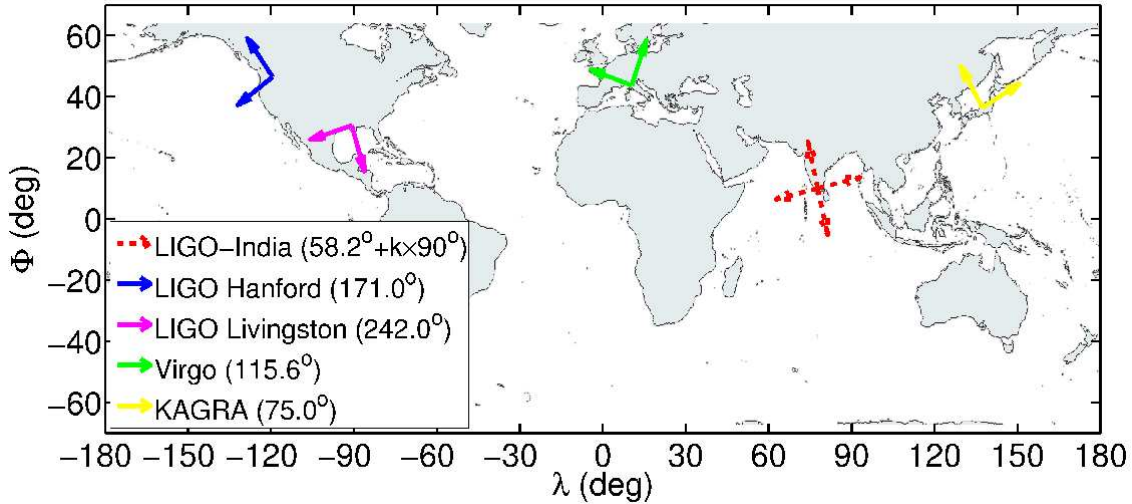 60
40
20
0
−20
−40
−60
Φ (deg)
LIGO−India (58.2°+k×90°)
LIGO Hanford (171.0°)
LIGO Livingston (242.0°)
Virgo (115.6°)
KAGRA (75.0°)
−180 −150 −120 −90 −60 −30 0 30 60 90 120 150 180
λ (deg)